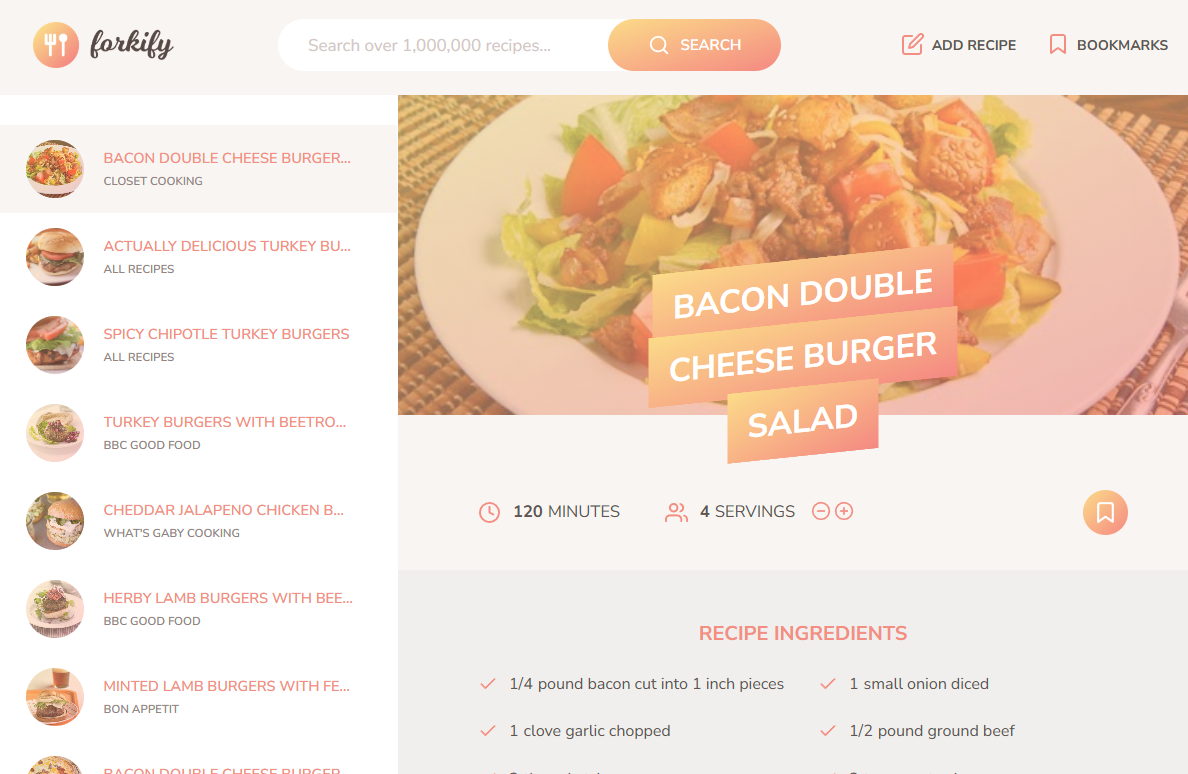 forkify
Search over 1,000,000 recipes...
SEARCH
ADD RECIPE
BOOKMARKS
BACON DOUBLE CHEESE BURGER...
CLOSET COOKING
ACTUALLY DELICIOUS TURKEY BU...
ALL RECIPES
SPICY CHIPOTLE TURKEY BURGERS
ALL RECIPES
TURKEY BURGERS WITH BEETRO...
BBC GOOD FOOD
CHEDDAR JALAPENO CHICKEN B...
WHAT'S GABY COOKING
HERBY LAMB BURGERS WITH BEE...
BBC GOOD FOOD
MINTED LAMB BURGERS WITH FE...
BON APPETIT
BACON DOUBLE CHEESE BURGER...
BACON DOUBLE
CHEESE BURGER
SALAD
120 MINUTES
4 SERVINGS
RECIPE INGREDIENTS
1/4 pound bacon cut into 1 inch pieces
1 small onion diced
1 clove garlic chopped
1/2 pound ground beef